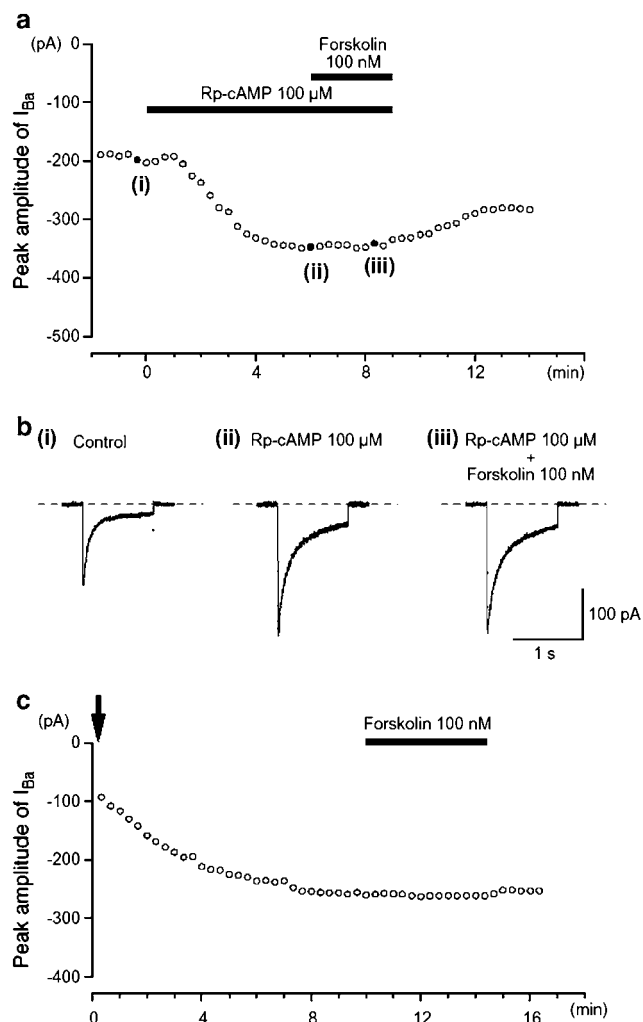 a
(pA)
0
-100
-200
-300
-400
-500
Peak amplitude of I_Ba
Forskolin
100 nM
Rp-cAMP 100 µM
(i)
(ii)
(iii)
0
4
8
12
(min)
b
(i) Control
(ii) Rp-cAMP 100 µM
(iii) Rp-cAMP 100 µM
+
Forskolin 100 nM
100 pA
1 s
c
(pA)
0
-100
-200
-300
-400
Peak amplitude of I_Ba
Forskolin 100 nM
0
4
8
12
16
(min)